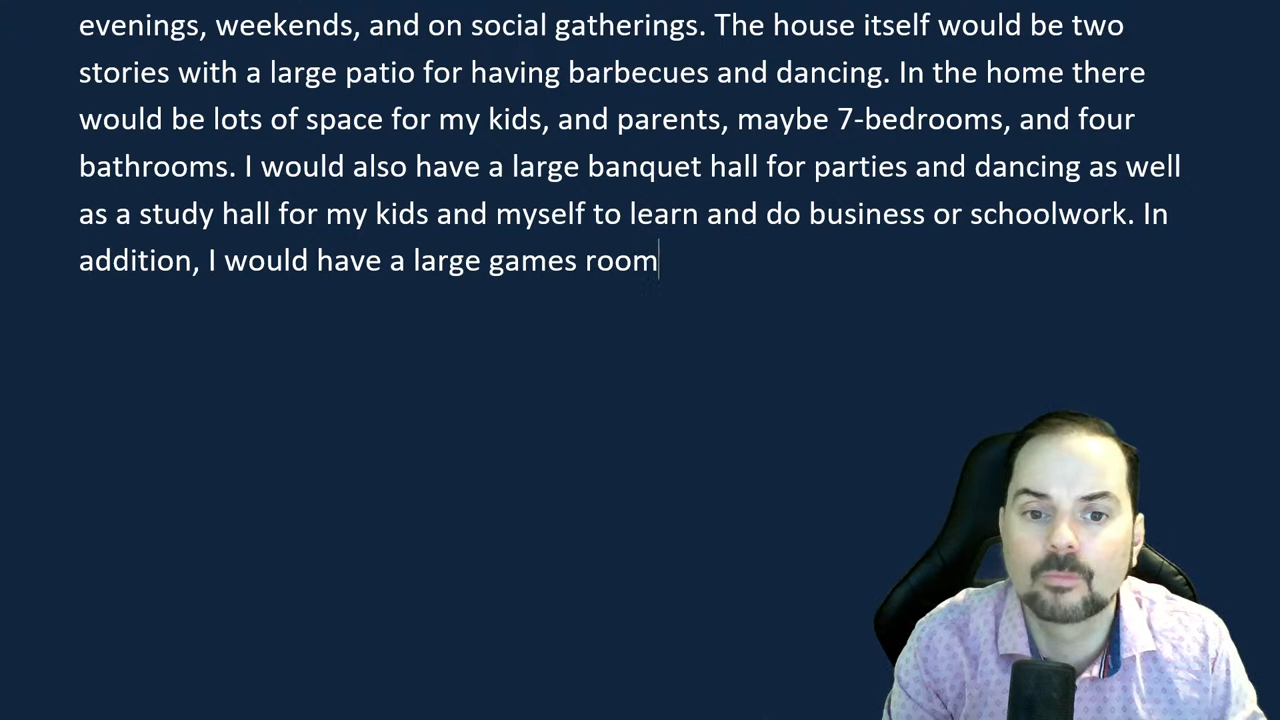 evenings, weekends, and on social gatherings. The house itself would be two
stories with a large patio for having barbecues and dancing. In the home there
would be lots of space for my kids, and parents, maybe 7-bedrooms, and four
bathrooms. I would also have a large banquet hall for parties and dancing as well
as a study hall for my kids and myself to learn and do business or schoolwork. In
addition, I would have a large games room